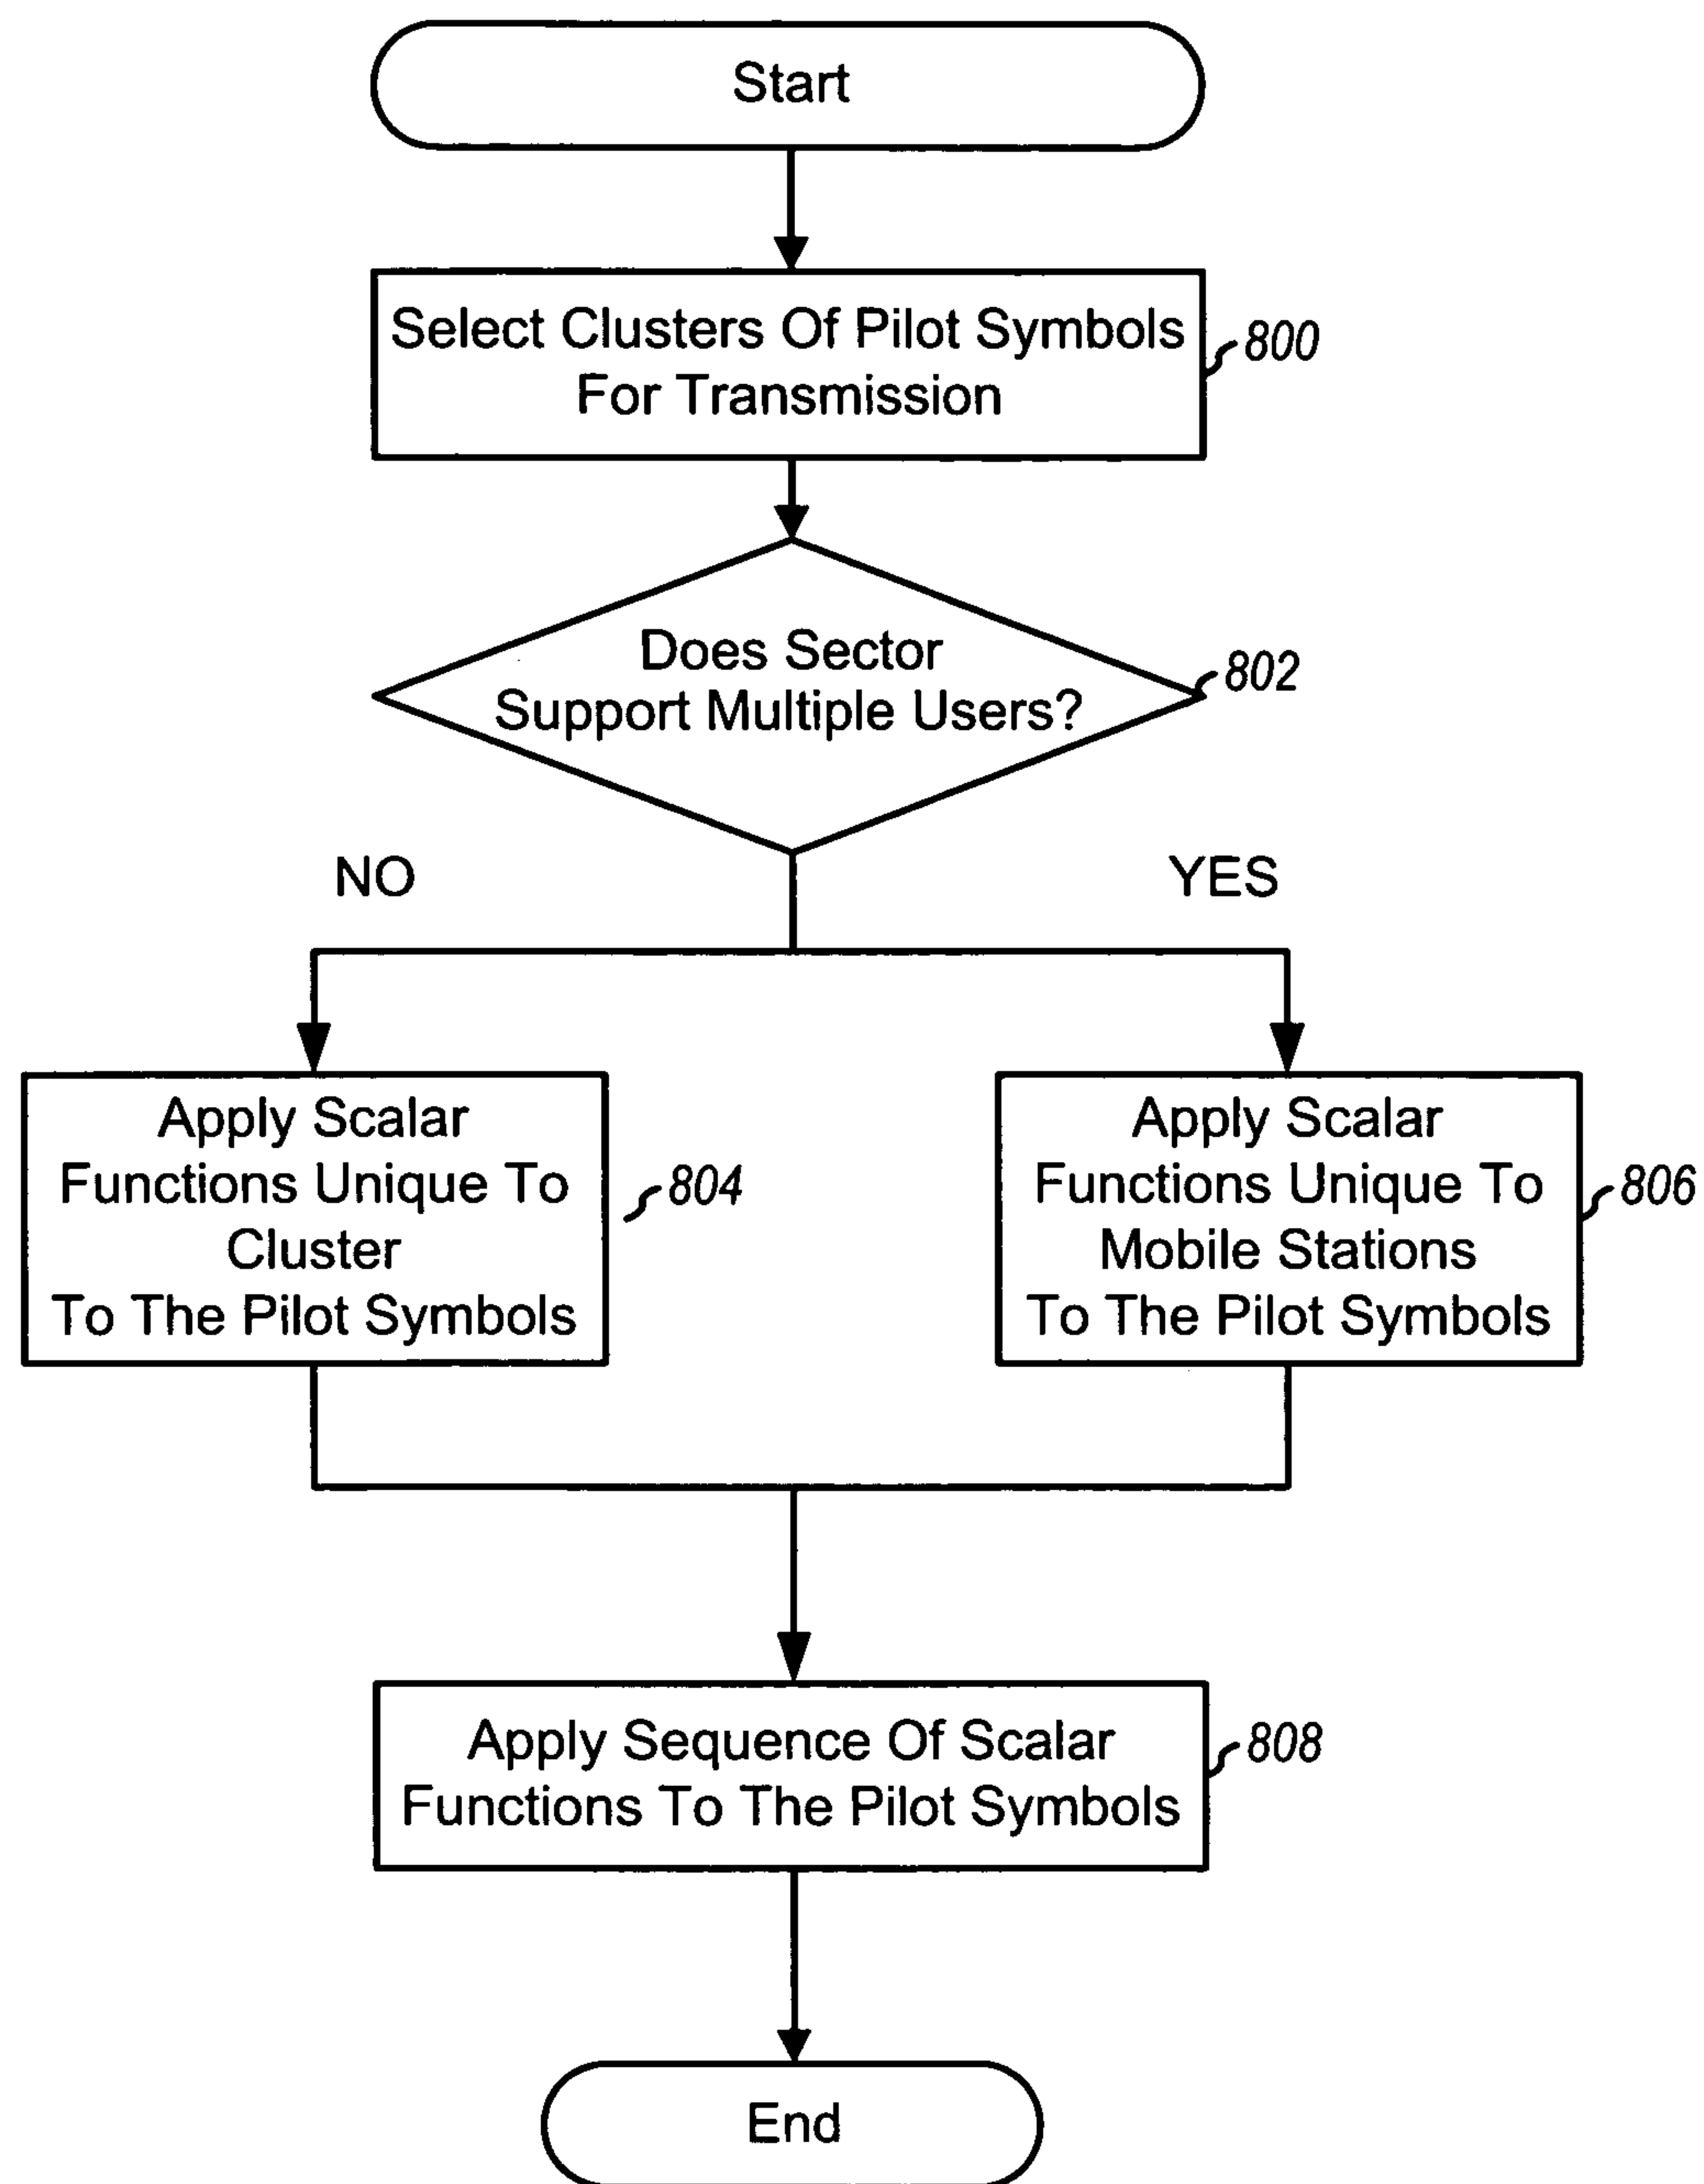 Start
Select Clusters Of Pilot Symbols
For Transmission
800
Does Sector
Support Multiple Users?
802
NO
YES
Apply Scalar
Functions Unique To
Cluster
To The Pilot Symbols
804
Apply Scalar
Functions Unique To
Mobile Stations
To The Pilot Symbols
806
Apply Sequence Of Scalar
Functions To The Pilot Symbols
808
End